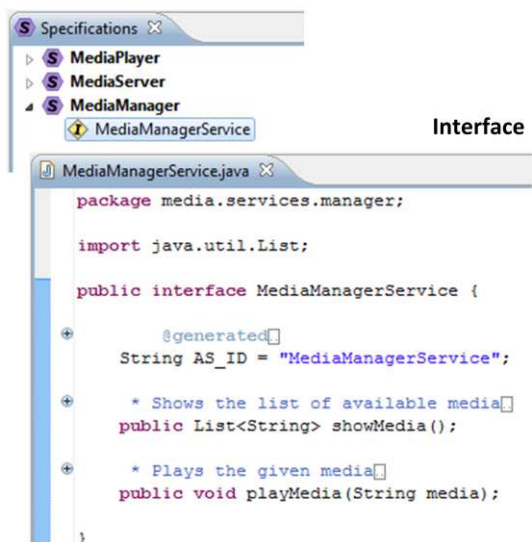 Specifications
MediaPlayer
MediaServer
MediaManager
MediaManagerService
Interface
MediaManagerService.java
package media.services.manager;
import java.util.List;
public interface MediaManagerService {
@generated
String AS_ID = "MediaManagerService";
* Shows the list of available media
public List<String> showMedia();
* Plays the given media
public void playMedia(String media);
}